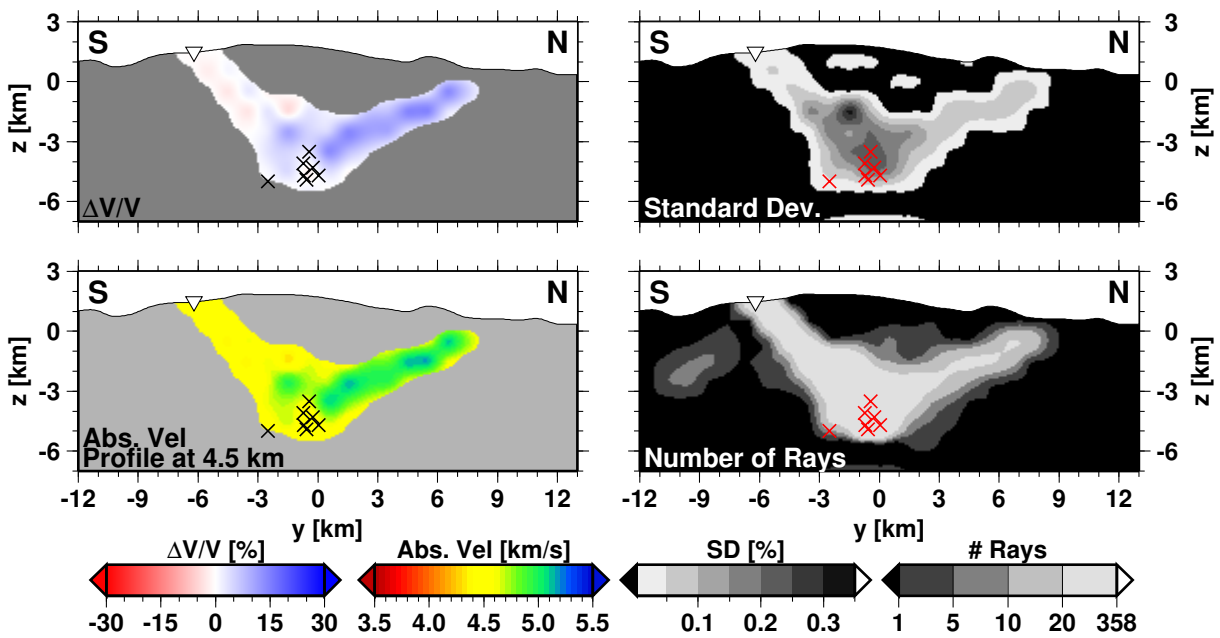 3
0
-3
-6
z [km]
S
N
ΔV/V
3
0
-3
-6
z [km]
S
N
Standard Dev.
3
0
-3
-6
z [km]
S
N
Abs. Vel
Profile at 4.5 km
3
0
-3
-6
z [km]
S
N
Number of Rays
-12 -9 -6 -3 0 3 6 9 12
y [km]
-12 -9 -6 -3 0 3 6 9 12
y [km]
ΔV/V [%]
-30 -15 0 15 30
Abs. Vel [km/s]
3.5 4.0 4.5 5.0 5.5
SD [%]
0.1 0.2 0.3
# Rays
1 5 10 20 358